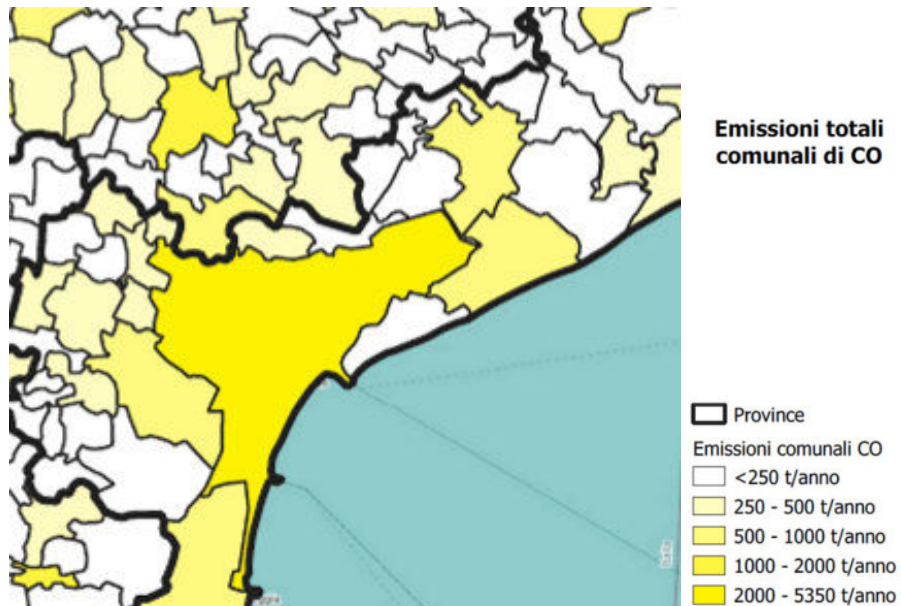 Emissioni totali
comunali di CO
Province
Emissioni comunali CO
<250 t/anno
250 - 500 t/anno
500 - 1000 t/anno
1000 - 2000 t/anno
2000 - 5350 t/anno